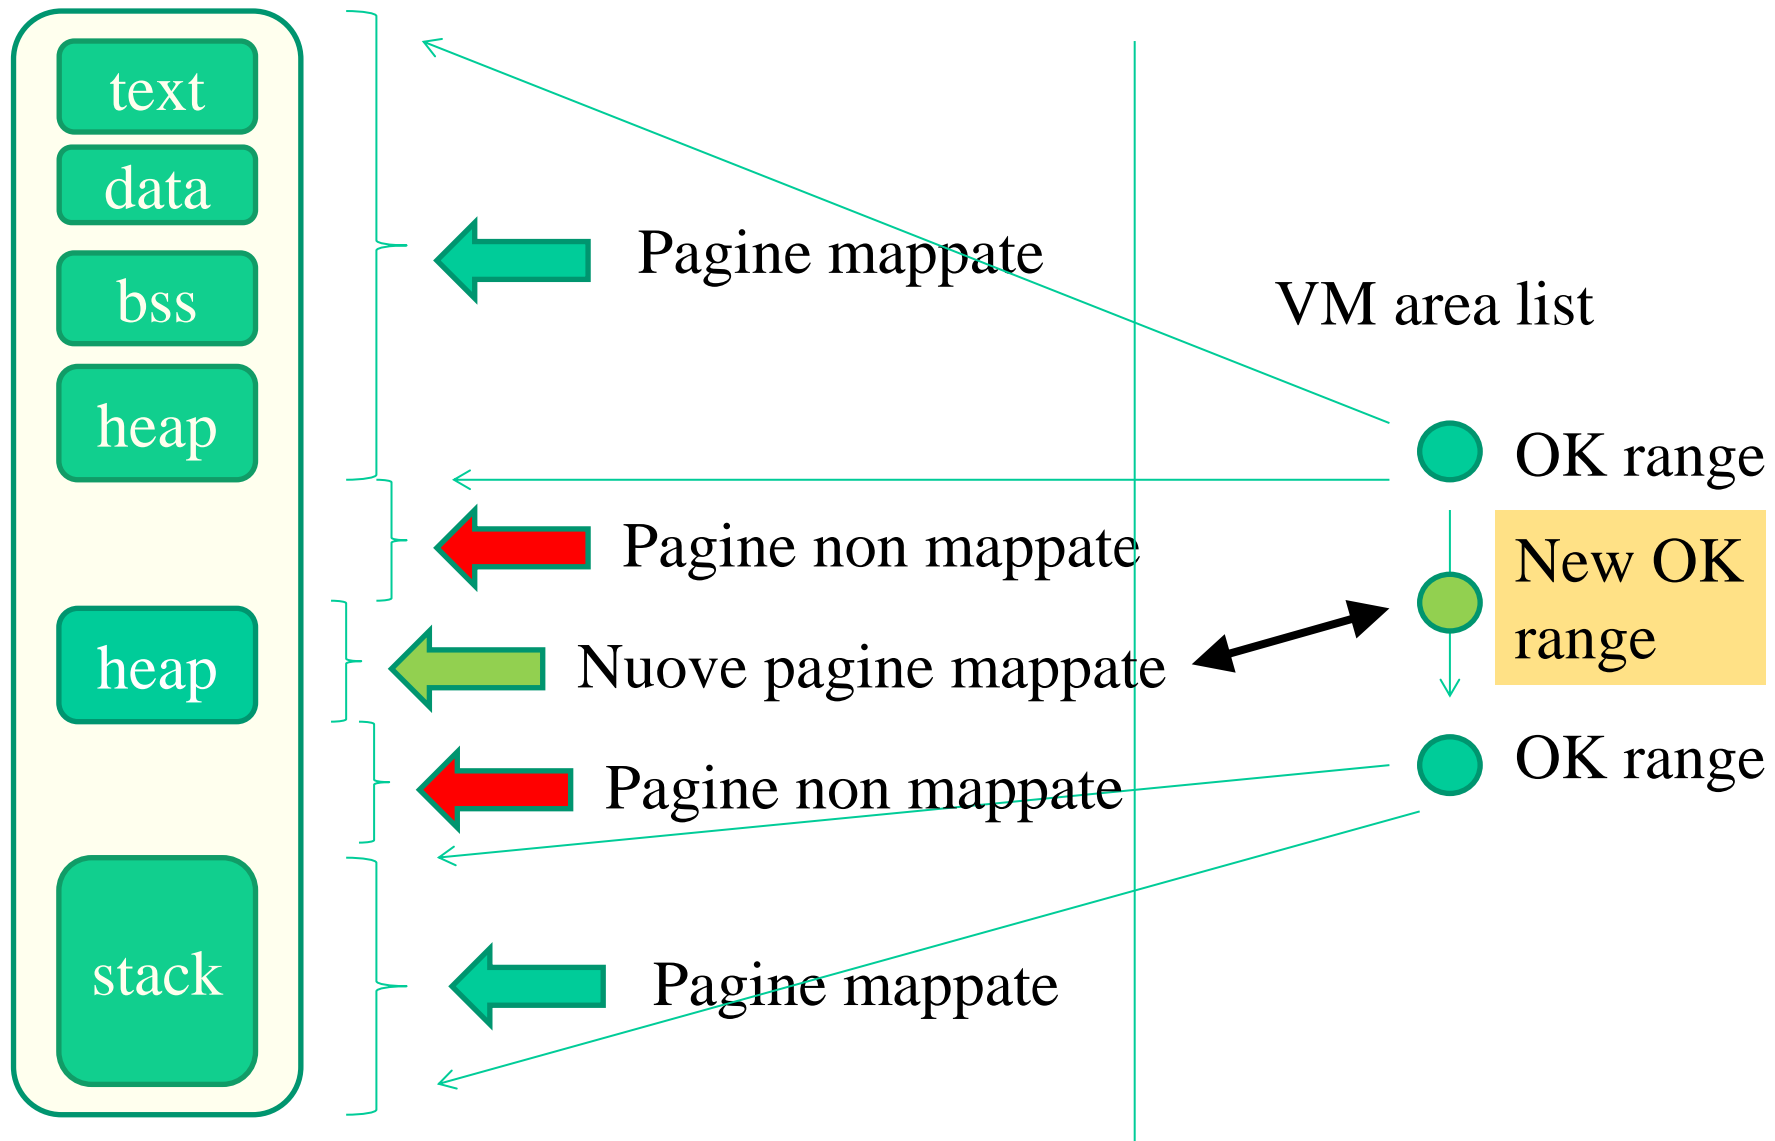 text
data
bss
heap
heap
stack
Pagine mappate
Pagine non mappate
Nuove pagine mappate
Pagine non mappate
Pagine mappate
VM area list
OK range
New OK
range
OK range